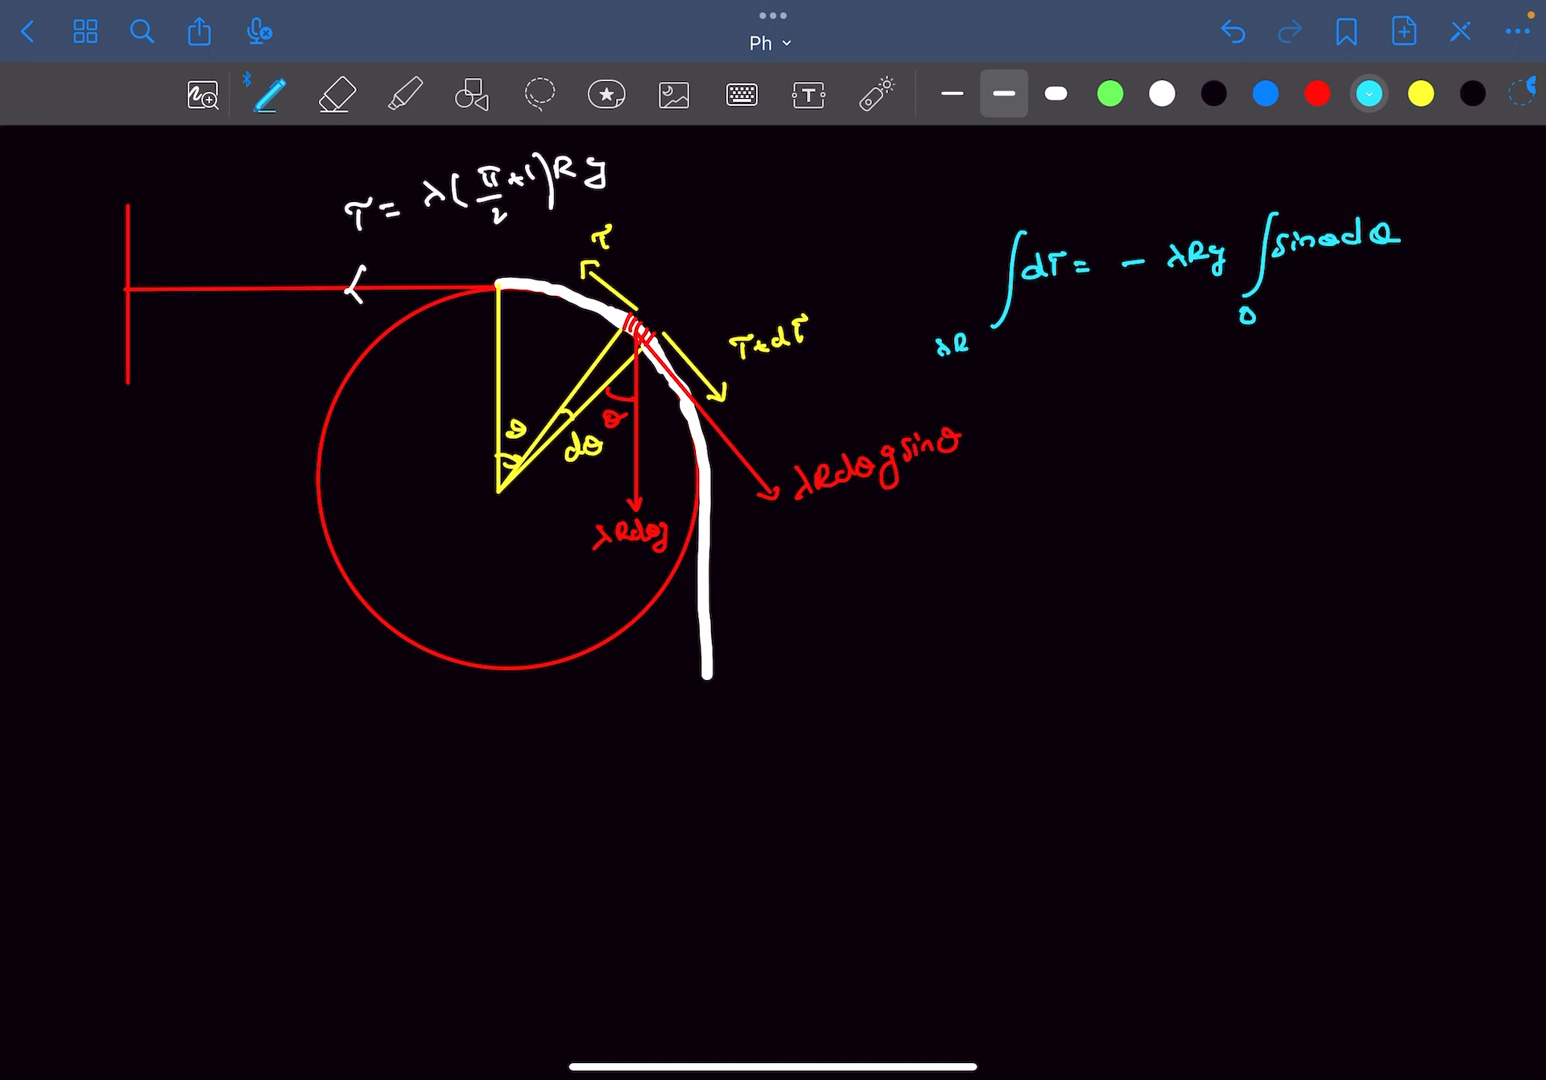 Ph
T = λ(π/2 + 1)Rg
T
T + dT
θ
dθ
θ
λRdθg
λRdθg sinθ
∫dT = - λRg ∫sinθdθ
λR
0